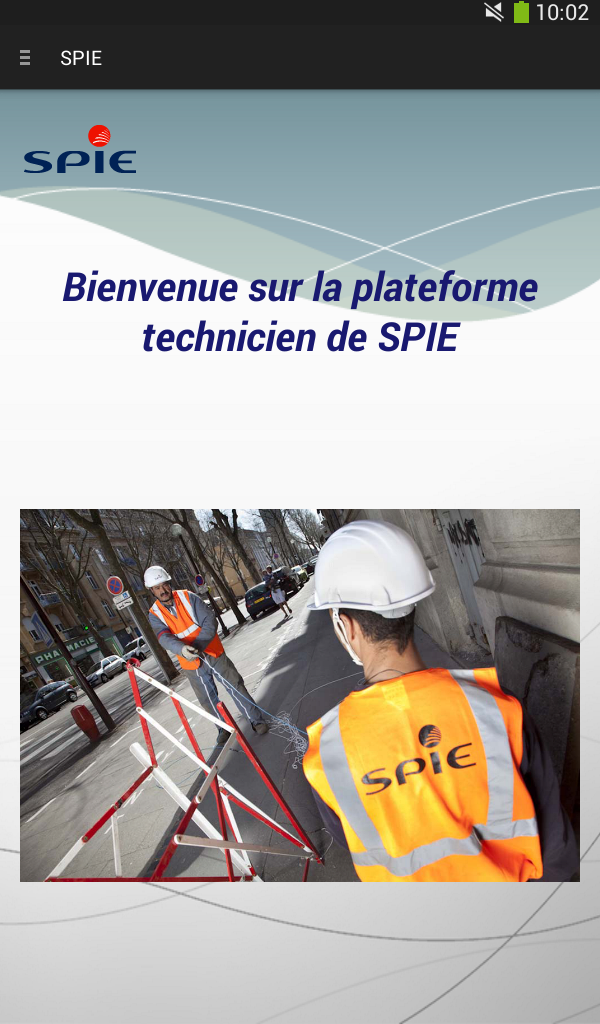 10:02
SPIE
SPIE
Bienvenue sur la plateforme
technicien de SPIE
PHARMACIE
SPIE